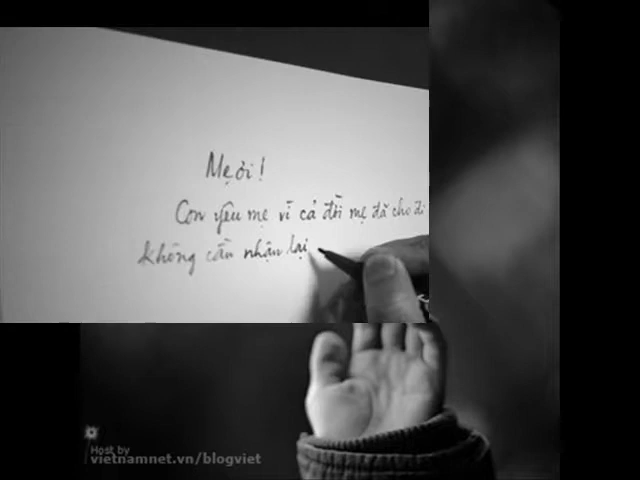 Mẹ ơi!
Con yêu mẹ vì cả đời mẹ đã cho đi
không cần nhận lại
Host by
vietnamnet.vn/blogviet